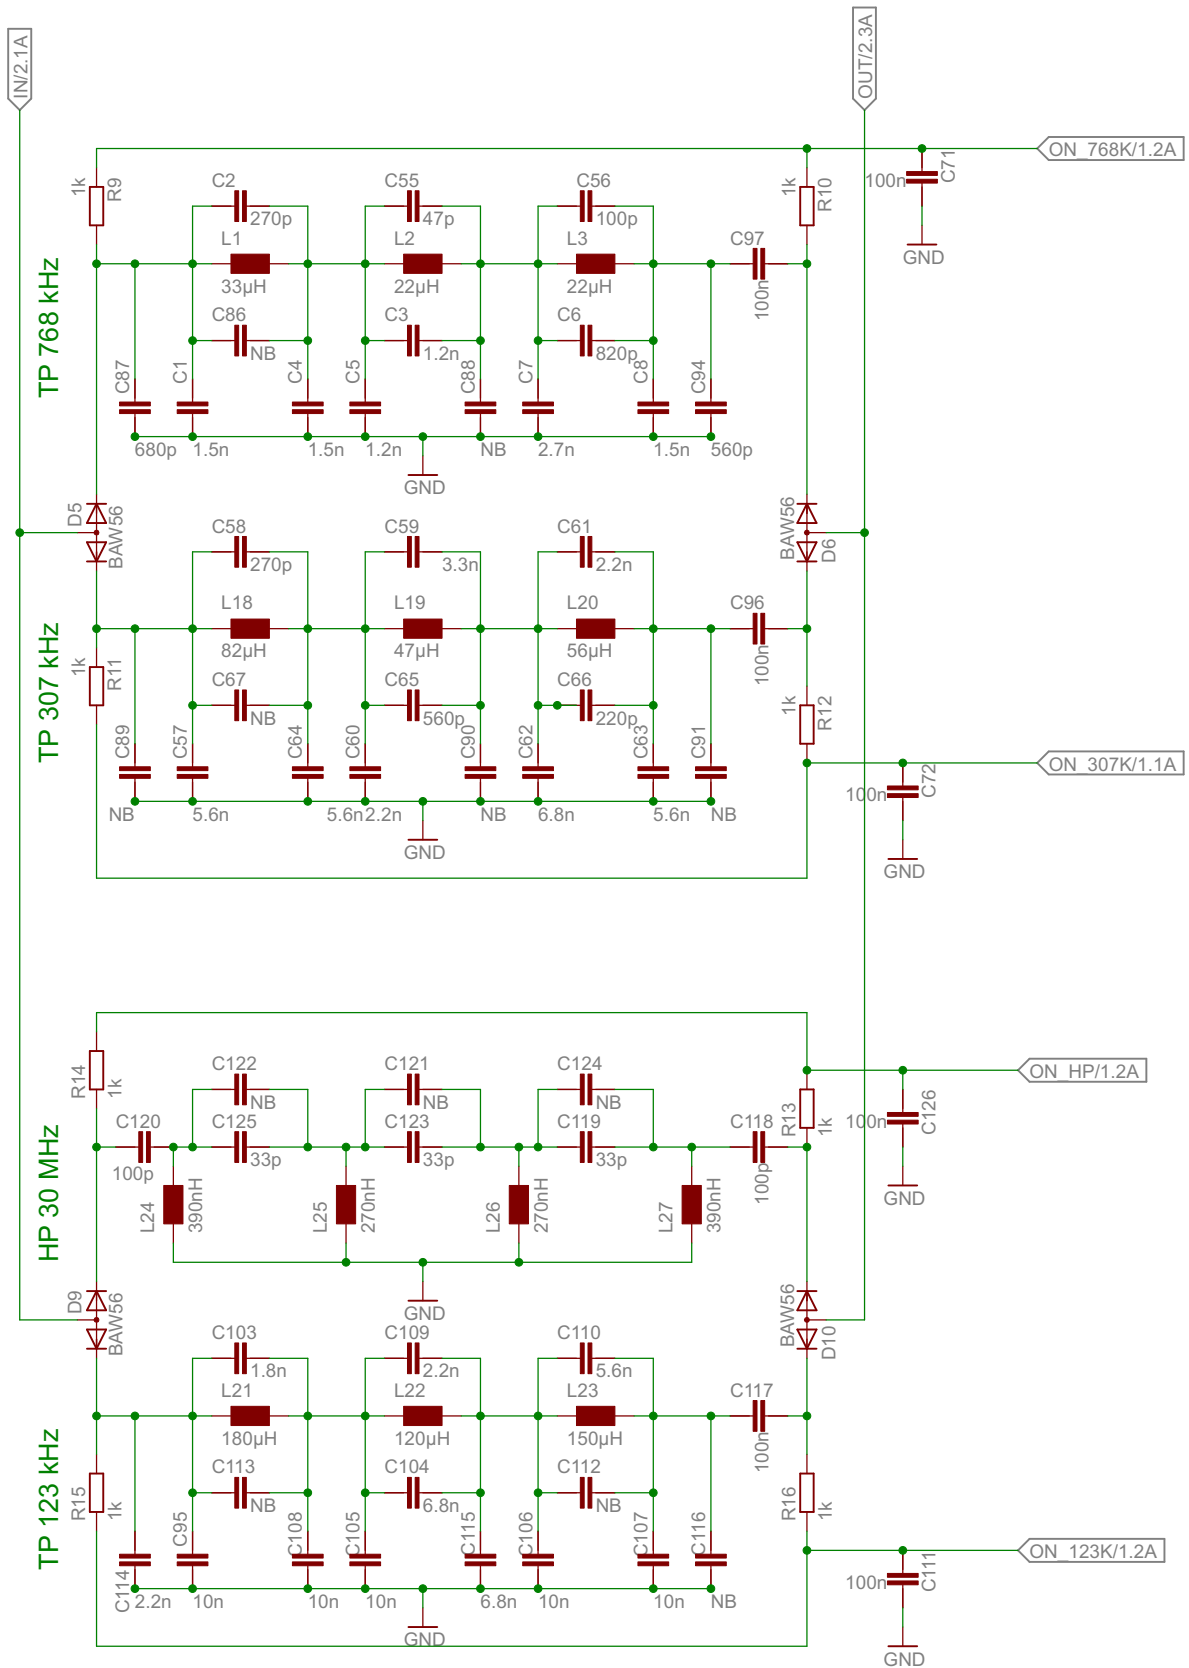 IN/2.1A
OUT/2.3A
ON_768K/1.2A
C71
100n
GND
TP 768 kHz
1k
R9
C2
270p
C55
47p
C56
100p
1k
R10
L1
33µH
L2
22µH
L3
22µH
C97
100n
C86
NB
C3
1.2n
C6
820p
C87
680p
C1
1.5n
C4
1.5n
C5
1.2n
C88
NB
C7
2.7n
C8
1.5n
C94
560p
GND
D5
BAW56
BAW56
D6
TP 307 kHz
C58
270p
C59
3.3n
C61
2.2n
L18
82µH
L19
47µH
L20
56µH
C96
100n
1k
R11
C67
NB
C65
560p
C66
220p
1k
R12
C89
NB
C57
5.6n
C64
5.6n
C60
2.2n
C90
NB
C62
6.8n
C63
5.6n
C91
NB
GND
ON_307K/1.1A
C72
100n
GND
HP 30 MHz
R14
1k
C122
NB
C121
NB
C124
NB
ON_HP/1.2A
R13
1k
C126
100n
GND
C120
100p
C125
33p
C123
33p
C119
33p
C118
100p
L24
390nH
L25
270nH
L26
270nH
L27
390nH
GND
D9
BAW56
BAW56
D10
TP 123 kHz
C103
1.8n
C109
2.2n
C110
5.6n
L21
180µH
L22
120µH
L23
150µH
C117
100n
R15
1k
C113
NB
C104
6.8n
C112
NB
R16
1k
C114
2.2n
C95
10n
C108
10n
C105
10n
C115
6.8n
C106
10n
C107
10n
C116
NB
GND
ON_123K/1.2A
C111
100n
GND